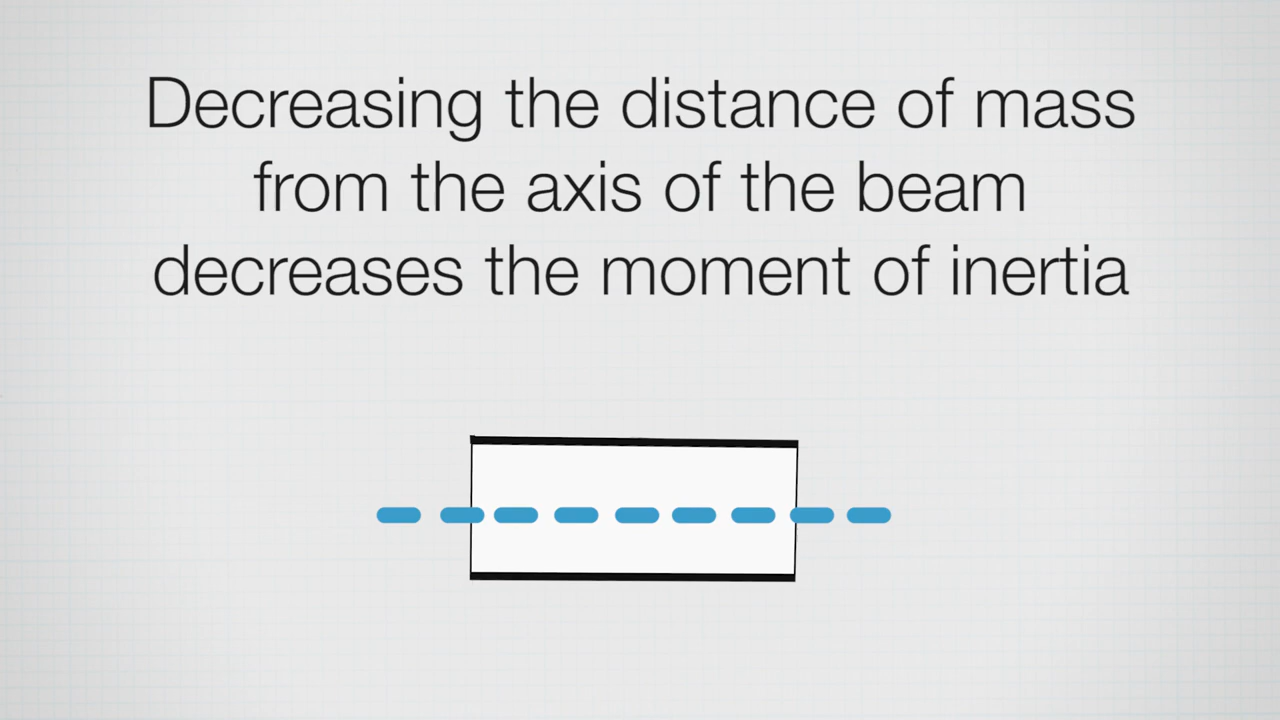 Decreasing the distance of mass
from the axis of the beam
decreases the moment of inertia